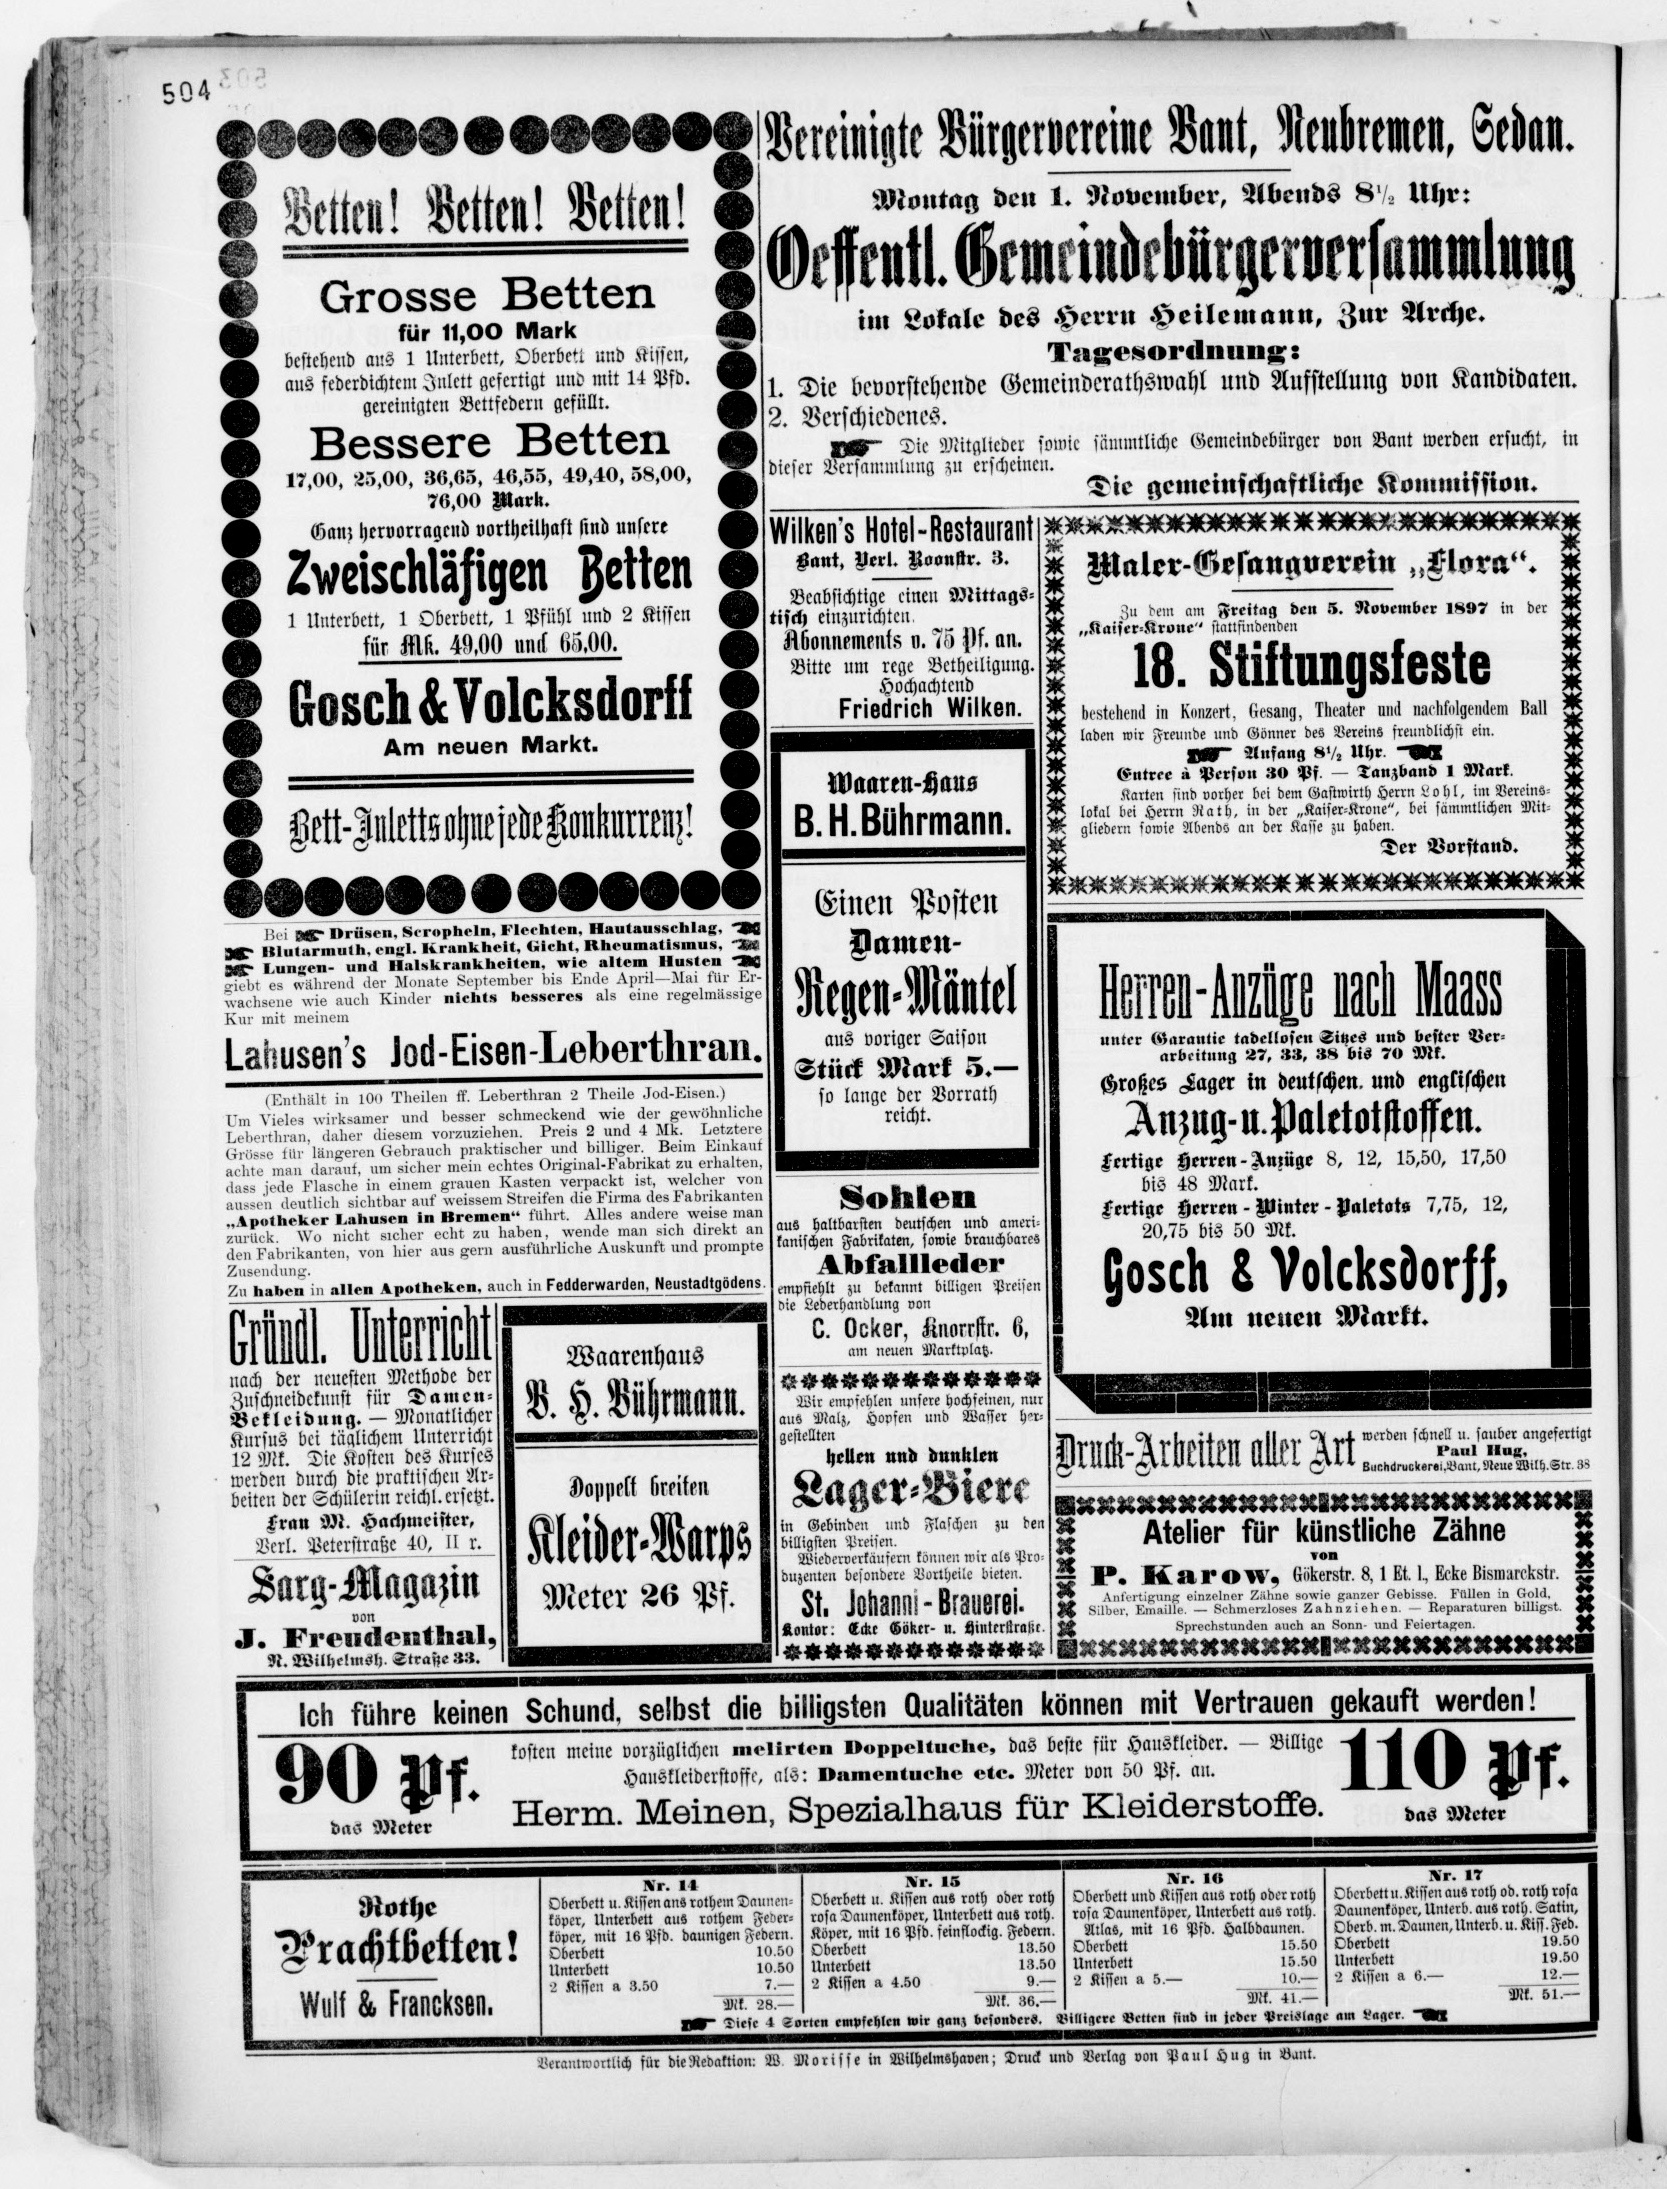 504
Betten! Betten! Betten!
Grosse Betten
für 11,00 Mark
bestehend aus 1 Unterbett, Oberbett und Kissen,
aus federdichtem Inlett gefertigt und mit 14 Pfd.
gereinigten Bettfedern gefüllt.
Bessere Betten
17,00, 25,00, 36,65, 46,55, 49,40, 58,00,
76,00 Mark.
Ganz hervorragend vortheilhaft sind unsere
Zweischläfigen Betten
1 Unterbett, 1 Oberbett, 1 Pfühl und 2 Kissen
für Mk. 49,00 und 65,00.
Gosch & Volcksdorff
Am neuen Markt.
Bett-Inletts ohne jede Konkurrenz!
Bei Drüsen, Scropheln, Flechten, Hautausschlag,
Blutarmuth, engl. Krankheit, Gicht, Rheumatismus,
Lungen- und Halskrankheiten, wie altem Husten
giebt es während der Monate September bis Ende April—Mai für Er-
wachsene wie auch Kinder nichts besseres als eine regelmässige
Kur mit meinem
Lahusen's Jod-Eisen-Leberthran.
(Enthält in 100 Theilen ff. Leberthran 2 Theile Jod-Eisen.)
Um Vieles wirksamer und besser schmeckend wie der gewöhnliche
Leberthran, daher diesem vorzuziehen. Preis 2 und 4 Mk. Letztere
Grösse für längeren Gebrauch praktischer und billiger. Beim Einkauf
achte man darauf, um sicher mein echtes Original-Fabrikat zu erhalten,
dass jede Flasche in einem grauen Kasten verpackt ist, welcher von
aussen deutlich sichtbar auf weissem Streifen die Firma des Fabrikanten
„Apotheker Lahusen in Bremen“ führt. Alles andere weise man
zurück. Wo nicht sicher echt zu haben, wende man sich direkt an
den Fabrikanten, von hier aus gern ausführliche Auskunft und prompte
Zusendung.
Zu haben in allen Apotheken, auch in Fedderwarden, Neustadtgödens.
Gründl. Unterricht
nach der neuesten Methode der
Zuschneidekunst für Damen-
Bekleidung. — Monatlicher
Kursus bei täglichem Unterricht
12 Mk. Die Kosten des Kurses
werden durch die praktischen Ar-
beiten der Schülerin reichl. ersetzt.
Frau M. Hachmeister,
Verl. Peterstraße 40, II r.
Sarg-Magazin
von
J. Freudenthal,
N. Wilhelmsh. Straße 33.
Waarenhaus
B. H. Bührmann.
Doppelt breiten
Kleider-Warps
Meter 26 Pf.
Vereinigte Bürgervereine Bant, Neubremen, Sedan.
Montag den 1. November, Abends 8½ Uhr:
Oeffentl. Gemeindebürgerversammlung
im Lokale des Herrn Heilemann, Zur Arche.
Tagesordnung:
1. Die bevorstehende Gemeinderathswahl und Aufstellung von Kandidaten.
2. Verschiedenes.
Die Mitglieder sowie sämmtliche Gemeindebürger von Bant werden ersucht, in
dieser Versammlung zu erscheinen.
Die gemeinschaftliche Kommission.
Wilken's Hotel-Restaurant
Bant, Verl. Roonstr. 3.
Beabsichtige einen Mittags-
tisch einzurichten.
Abonnements v. 75 Pf. an.
Bitte um rege Betheiligung.
Hochachtend
Friedrich Wilken.
Waaren-Haus
B. H. Bührmann.
Einen Posten
Damen-
Regen-Mäntel
aus voriger Saison
Stück Mark 5.—
so lange der Vorrath
reicht.
Sohlen
aus haltbarsten deutschen und ameri-
kanischen Fabrikaten, sowie brauchbares
Abfallleder
empfiehlt zu bekannt billigen Preisen
die Lederhandlung von
C. Ocker, Knorrstr. 6,
am neuen Marktplatz.
Wir empfehlen unsere hochfeinen, nur
aus Malz, Hopfen und Wasser her-
gestellten
hellen und dunklen
Lager-Biere
in Gebinden und Flaschen zu den
billigsten Preisen.
Wiederverkäufern können wir als Pro-
duzenten besondere Vortheile bieten.
St. Johanni-Brauerei.
Kontor: Ecke Göker- u. Hinterstraße.
Maler-Gesangverein „Flora“.
Zu dem am Freitag den 5. November 1897 in der
„Kaiser-Krone“ stattfindenden
18. Stiftungsfeste
bestehend in Konzert, Gesang, Theater und nachfolgendem Ball
laden wir Freunde und Gönner des Vereins freundlichst ein.
Anfang 8½ Uhr.
Entree à Person 30 Pf. — Tanzband 1 Mark.
Karten sind vorher bei dem Gastwirth Herrn Lohl, im Vereins-
lokal bei Herrn Rath, in der „Kaiser-Krone“, bei sämmtlichen Mit-
gliedern sowie Abends an der Kasse zu haben.
Der Vorstand.
Herren-Anzüge nach Maass
unter Garantie tadellosen Sitzes und bester Ver-
arbeitung 27, 33, 38 bis 70 Mk.
Großes Lager in deutschen und englischen
Anzug- u. Paletotstoffen.
Fertige Herren-Anzüge 8, 12, 15,50, 17,50
bis 48 Mark.
Fertige Herren-Winter-Paletots 7,75, 12,
20,75 bis 50 Mk.
Gosch & Volcksdorff,
Am neuen Markt.
Druck-Arbeiten aller Art werden schnell u. sauber angefertigt
Paul Hug,
Buchdruckerei, Bant, Neue Wilh. Str. 38
Atelier für künstliche Zähne
von
P. Karow, Gökerstr. 8, 1 Et. l., Ecke Bismarckstr.
Anfertigung einzelner Zähne sowie ganzer Gebisse. Füllen in Gold,
Silber, Emaille. — Schmerzloses Zahnziehen. — Reparaturen billigst.
Sprechstunden auch an Sonn- und Feiertagen.
Ich führe keinen Schund, selbst die billigsten Qualitäten können mit Vertrauen gekauft werden!
90 Pf.
das Meter
kosten meine vorzüglichen melirten Doppeltuche, das beste für Hauskleider. — Billige
Hauskleiderstoffe, als: Damentuche etc. Meter von 50 Pf. an.
Herm. Meinen, Spezialhaus für Kleiderstoffe.
110 Pf.
das Meter
Rothe
Prachtbetten!
Wulf & Francksen.
Nr. 14
Oberbett u. Kissen aus rothem Daunen-
köper, Unterbett aus rothem Feder-
köper, mit 16 Pfd. daunigen Federn.
Oberbett 10.50
Unterbett 10.50
2 Kissen a 3.50 7.—
Mk. 28.—
Nr. 15
Oberbett u. Kissen aus roth oder roth
rosa Daunenköper, Unterbett aus roth.
Köper, mit 16 Pfd. feinflockig. Federn.
Oberbett 13.50
Unterbett 13.50
2 Kissen a 4.50 9.—
Mk. 36.—
Nr. 16
Oberbett und Kissen aus roth oder roth
rosa Daunenköper, Unterbett aus roth.
Atlas, mit 16 Pfd. Halbdaunen.
Oberbett 15.50
Unterbett 15.50
2 Kissen a 5.— 10.—
Mk. 41.—
Nr. 17
Oberbett u. Kissen aus roth od. roth rosa
Daunenköper, Unterb. aus roth. Satin,
Oberb. m. Daunen, Unterb. u. Kiss. Fed.
Oberbett 19.50
Unterbett 19.50
2 Kissen a 6.— 12.—
Mk. 51.—
Diese 4 Sorten empfehlen wir ganz besonders. Billigere Betten sind in jeder Preislage am Lager.
Verantwortlich für die Redaktion: W. Morisse in Wilhelmshaven; Druck und Verlag von Paul Hug in Bant.